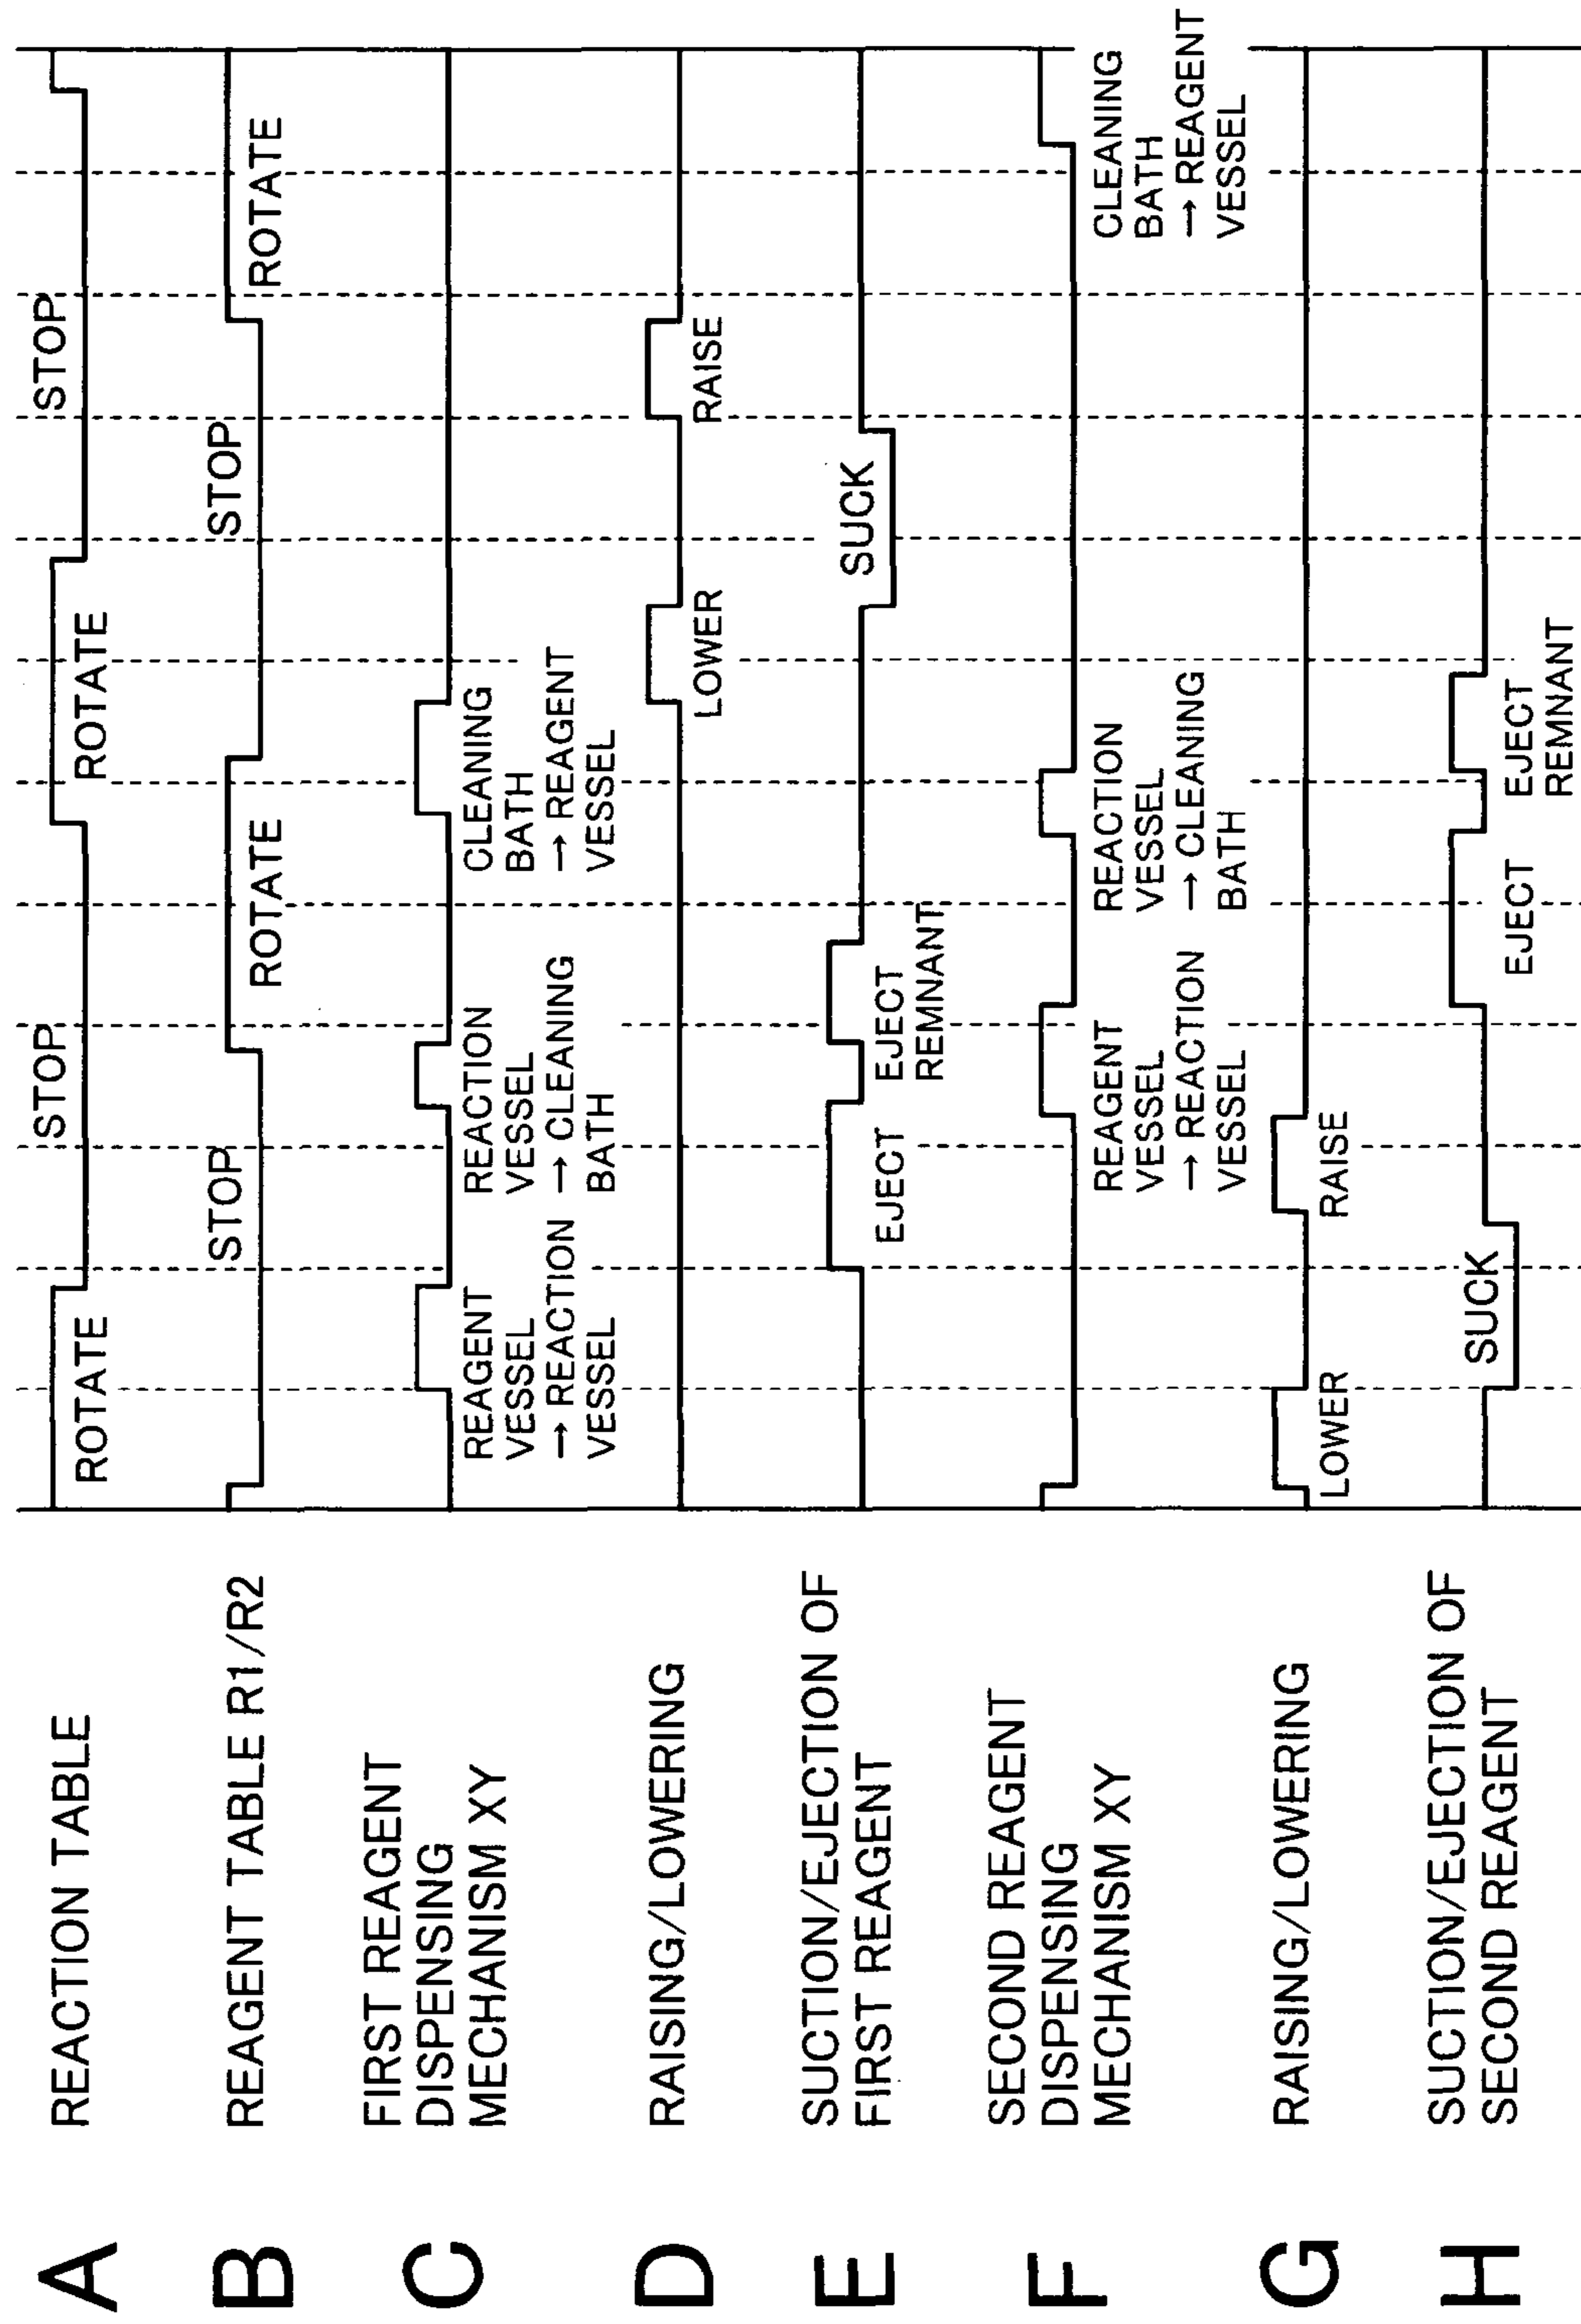 A
REACTION TABLE
ROTATE
STOP
ROTATE
STOP
B
REAGENT TABLE R1/R2
STOP
ROTATE
STOP
ROTATE
C
FIRST REAGENT
DISPENSING
MECHANISM XY
REAGENT
VESSEL
→ REACTION
VESSEL
REACTION
VESSEL
→ CLEANING
BATH
CLEANING
BATH
→ REAGENT
VESSEL
D
RAISING/LOWERING
LOWER
RAISE
E
SUCTION/EJECTION OF
FIRST REAGENT
EJECT
EJECT
REMNANT
SUCK
F
SECOND REAGENT
DISPENSING
MECHANISM XY
REAGENT
VESSEL
→ REACTION
VESSEL
REACTION
VESSEL
→ CLEANING
BATH
CLEANING
BATH
→ REAGENT
VESSEL
G
RAISING/LOWERING
LOWER
RAISE
H
SUCTION/EJECTION OF
SECOND REAGENT
SUCK
EJECT
EJECT
REMNANT